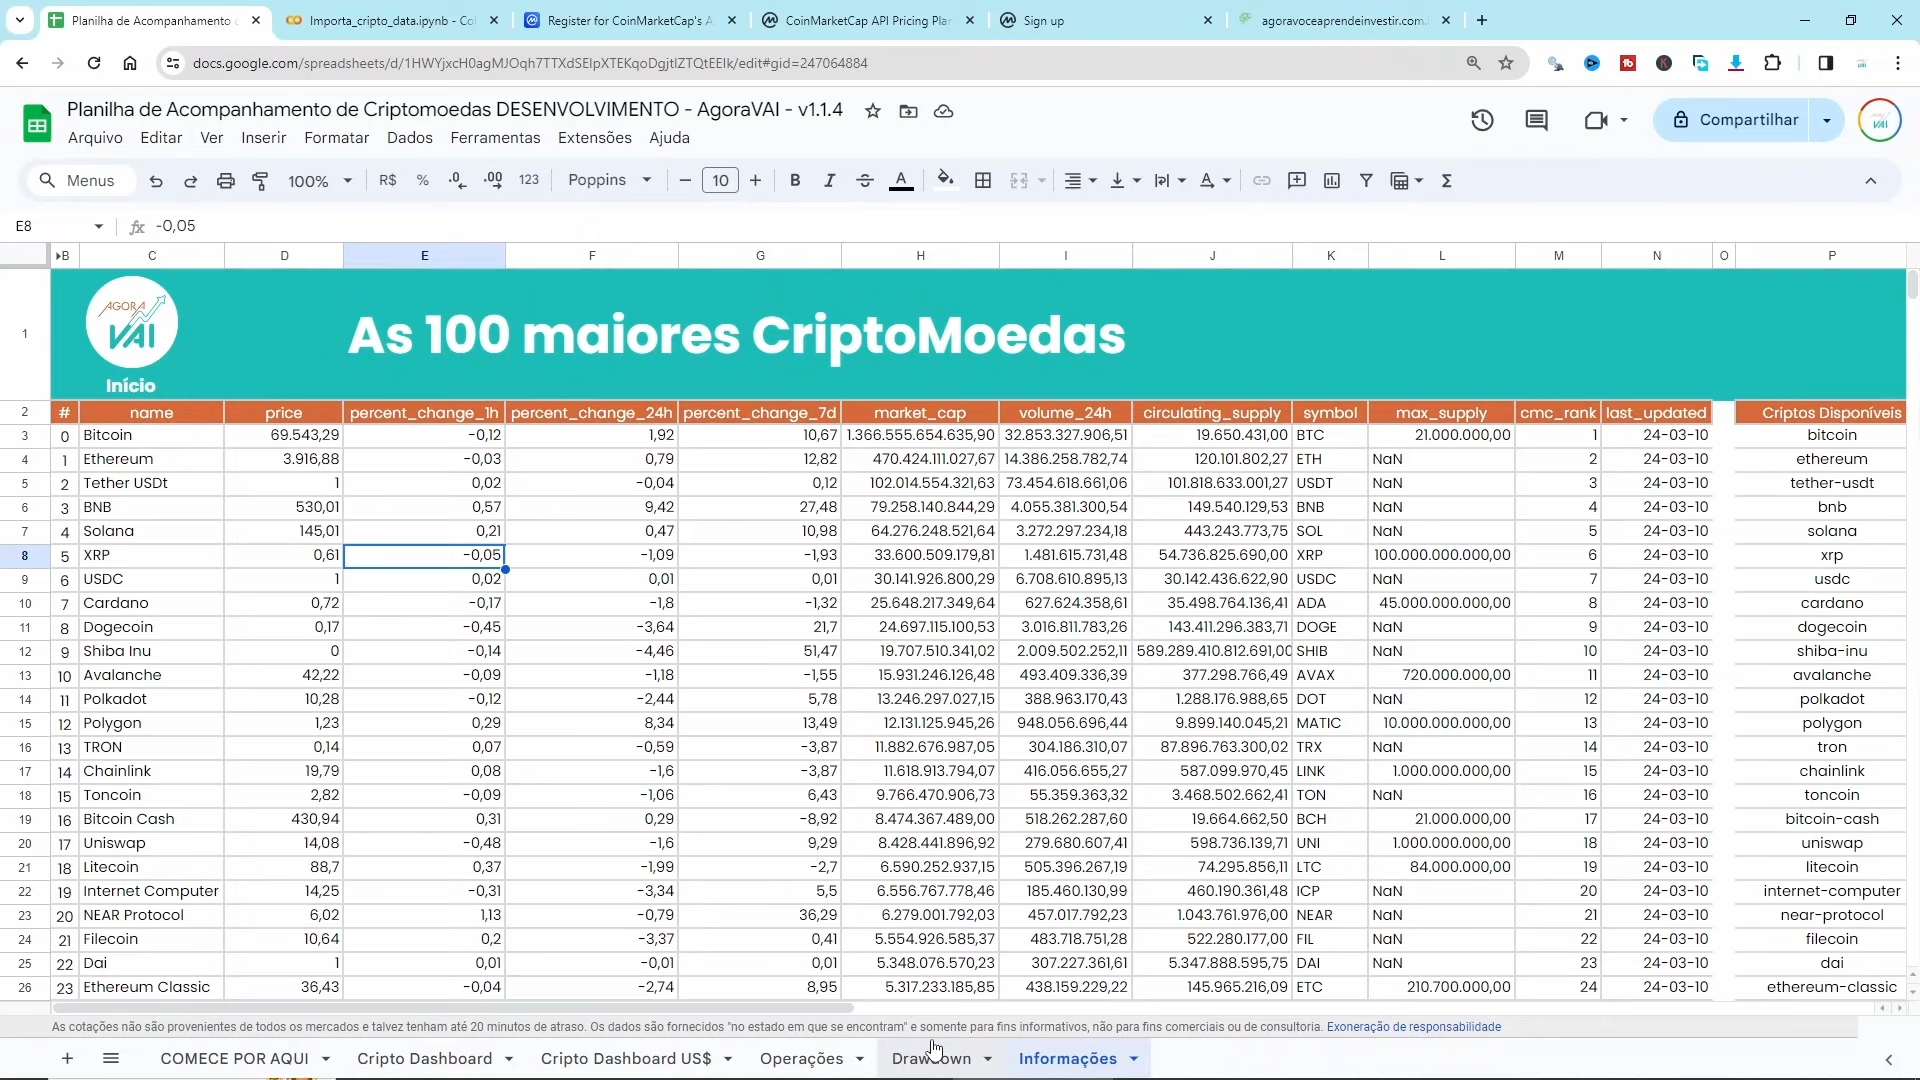 Planilha de Acompanhamento c
Importa_cripto_data.ipynb - Co
Register for CoinMarketCap's A
CoinMarketCap API Pricing Plan
Sign up
agoravoceaprendeinvestir.com.
docs.google.com/spreadsheets/d/1HWYjxcH0agMJOqh7TTXdSElpXTEKqoDgjtlZTQtEElk/edit#gid=247064884
Planilha de Acompanhamento de Criptomoedas DESENVOLVIMENTO - AgoraVAI - v1.1.4
Compartilhar
Arquivo Editar Ver Inserir Formatar Dados Ferramentas Extensões Ajuda
Menus 100% R$ % .0 .00 123 Poppins 10 B I A
E8 fx -0,05
B C D E F G H I J K L M N O P
AGORA
VAI
Início
1 As 100 maiores CriptoMoedas
2 # name price percent_change_1h percent_change_24h percent_change_7d market_cap volume_24h circulating_supply symbol max_supply cmc_rank last_updated Criptos Disponíveis
3 0 Bitcoin 69.543,29 -0,12 1,92 10,67 1.366.555.654.635,90 32.853.327.906,51 19.650.431,00 BTC 21.000.000,00 1 24-03-10 bitcoin
4 1 Ethereum 3.916,88 -0,03 0,79 12,82 470.424.111.027,67 14.386.258.782,74 120.101.802,27 ETH NaN 2 24-03-10 ethereum
5 2 Tether USDt 1 0,02 -0,04 0,12 102.014.554.321,63 73.454.618.661,06 101.818.633.001,27 USDT NaN 3 24-03-10 tether-usdt
6 3 BNB 530,01 0,57 9,42 27,48 79.258.140.844,29 4.055.381.300,54 149.540.129,53 BNB NaN 4 24-03-10 bnb
7 4 Solana 145,01 0,21 0,47 10,98 64.276.248.521,64 3.272.297.234,18 443.243.773,75 SOL NaN 5 24-03-10 solana
8 5 XRP 0,61 -0,05 -1,09 -1,93 33.600.509.179,81 1.481.615.731,48 54.736.825.690,00 XRP 100.000.000.000,00 6 24-03-10 xrp
9 6 USDC 1 0,02 0,01 0,01 30.141.926.800,29 6.708.610.895,13 30.142.436.622,90 USDC NaN 7 24-03-10 usdc
10 7 Cardano 0,72 -0,17 -1,8 -1,32 25.648.217.349,64 627.624.358,61 35.498.764.136,41 ADA 45.000.000.000,00 8 24-03-10 cardano
11 8 Dogecoin 0,17 -0,45 -3,64 21,7 24.697.115.100,53 3.016.811.783,26 143.411.296.383,71 DOGE NaN 9 24-03-10 dogecoin
12 9 Shiba Inu 0 -0,14 -4,46 51,47 19.707.510.341,02 2.009.502.252,11 589.289.410.812.691,00 SHIB NaN 10 24-03-10 shiba-inu
13 10 Avalanche 42,22 -0,09 -1,18 -1,55 15.931.246.126,48 493.409.336,39 377.298.766,49 AVAX 720.000.000,00 11 24-03-10 avalanche
14 11 Polkadot 10,28 -0,12 -2,44 5,78 13.246.297.027,15 388.963.170,43 1.288.176.988,65 DOT NaN 12 24-03-10 polkadot
15 12 Polygon 1,23 0,29 8,34 13,49 12.131.125.945,26 948.056.696,44 9.899.140.045,21 MATIC 10.000.000.000,00 13 24-03-10 polygon
16 13 TRON 0,14 0,07 -0,59 -3,87 11.882.676.987,05 304.186.310,07 87.896.763.300,02 TRX NaN 14 24-03-10 tron
17 14 Chainlink 19,79 0,08 -1,6 -3,87 11.618.913.794,07 416.056.655,27 587.099.970,45 LINK 1.000.000.000,00 15 24-03-10 chainlink
18 15 Toncoin 2,82 -0,09 -1,06 6,43 9.766.470.906,73 55.359.363,32 3.468.502.662,41 TON NaN 16 24-03-10 toncoin
19 16 Bitcoin Cash 430,94 0,31 0,29 -8,92 8.474.367.489,00 518.262.287,60 19.664.662,50 BCH 21.000.000,00 17 24-03-10 bitcoin-cash
20 17 Uniswap 14,08 -0,48 -1,6 9,29 8.428.441.896,92 279.680.607,41 598.736.139,71 UNI 1.000.000.000,00 18 24-03-10 uniswap
21 18 Litecoin 88,7 0,37 -1,99 -2,7 6.590.252.937,15 505.396.267,19 74.295.856,11 LTC 84.000.000,00 19 24-03-10 litecoin
22 19 Internet Computer 14,25 -0,31 -3,34 5,5 6.556.767.778,46 185.460.130,99 460.190.361,48 ICP NaN 20 24-03-10 internet-computer
23 20 NEAR Protocol 6,02 1,13 -0,79 36,29 6.279.001.792,03 457.017.792,23 1.043.761.976,00 NEAR NaN 21 24-03-10 near-protocol
24 21 Filecoin 10,64 0,2 -3,37 0,41 5.554.926.585,37 483.718.751,28 522.280.177,00 FIL NaN 22 24-03-10 filecoin
25 22 Dai 1 0,01 -0,01 0,01 5.348.076.570,23 307.227.361,61 5.347.888.595,75 DAI NaN 23 24-03-10 dai
26 23 Ethereum Classic 36,43 -0,04 -2,74 8,95 5.317.233.185,85 438.159.229,22 145.965.216,09 ETC 210.700.000,00 24 24-03-10 ethereum-classic
As cotações não são provenientes de todos os mercados e talvez tenham até 20 minutos de atraso. Os dados são fornecidos "no estado em que se encontram" e somente para fins informativos, não para fins comerciais ou de consultoria. Exoneração de responsabilidade
COMECE POR AQUI Cripto Dashboard Cripto Dashboard US$ Operações Drawdown Informações